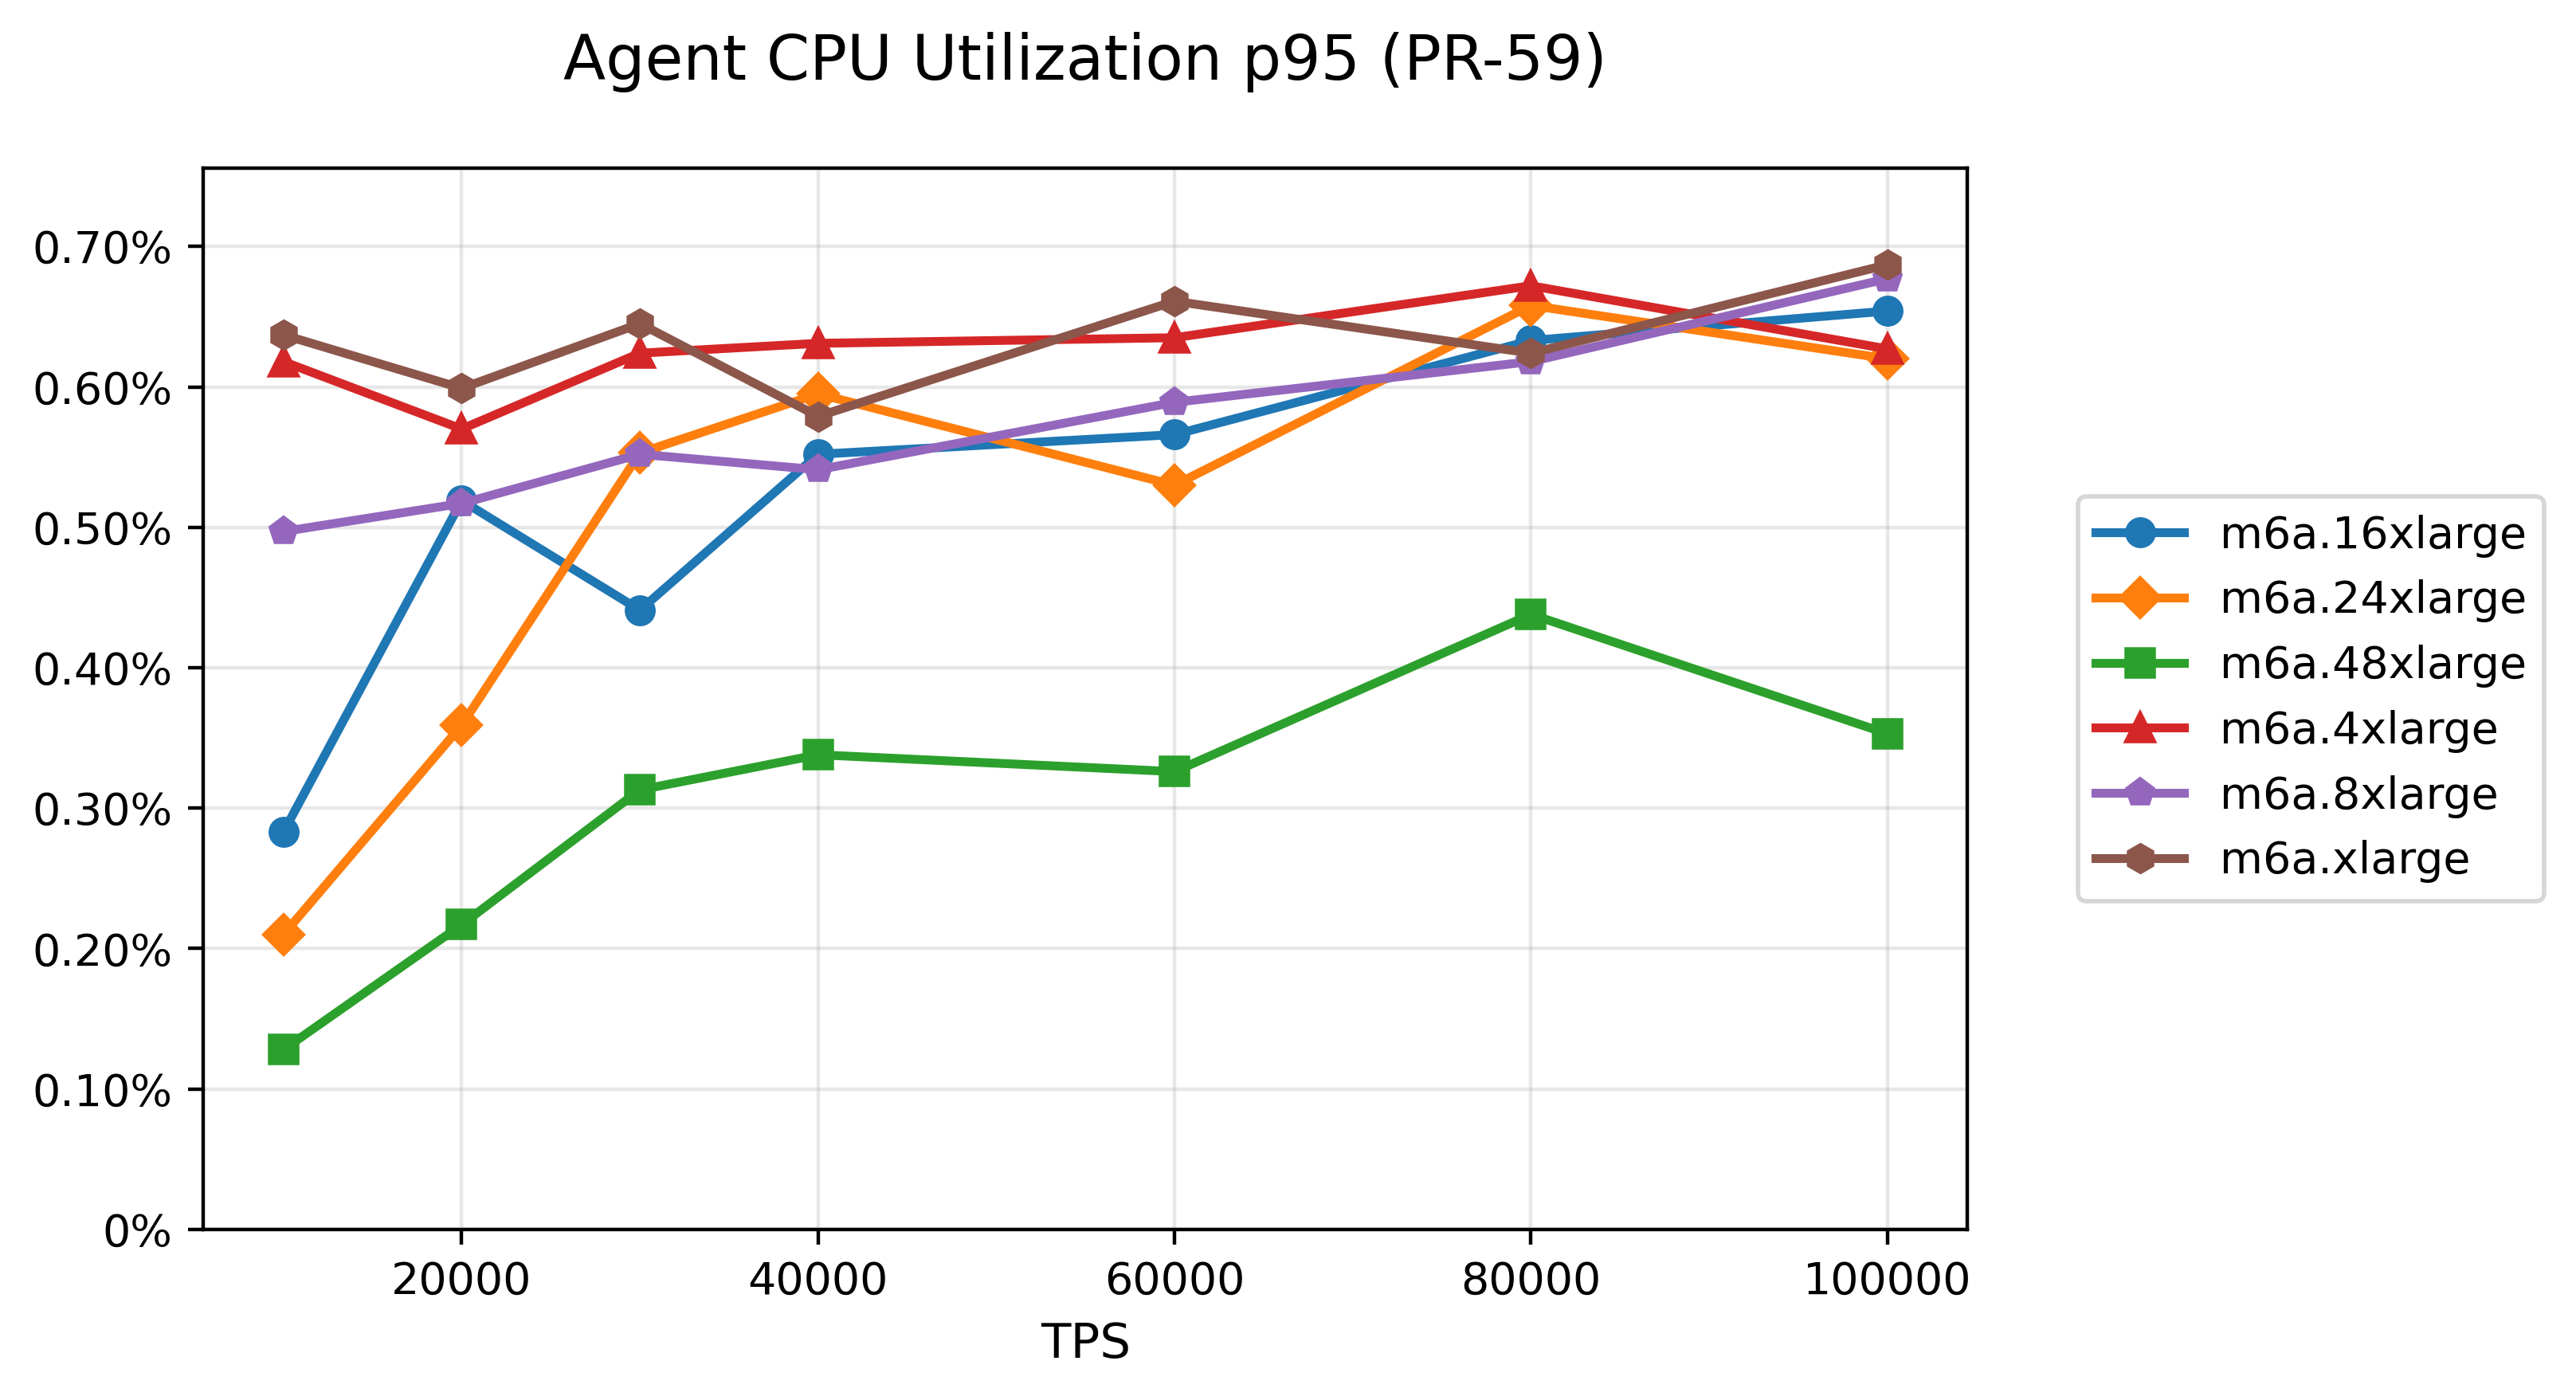 Agent CPU Utilization p95 (PR-59)
0.70%
0.60%
0.50%
0.40%
0.30%
0.20%
0.10%
0%
20000 40000 60000 80000 100000
TPS
m6a.16xlarge
m6a.24xlarge
m6a.48xlarge
m6a.4xlarge
m6a.8xlarge
m6a.xlarge